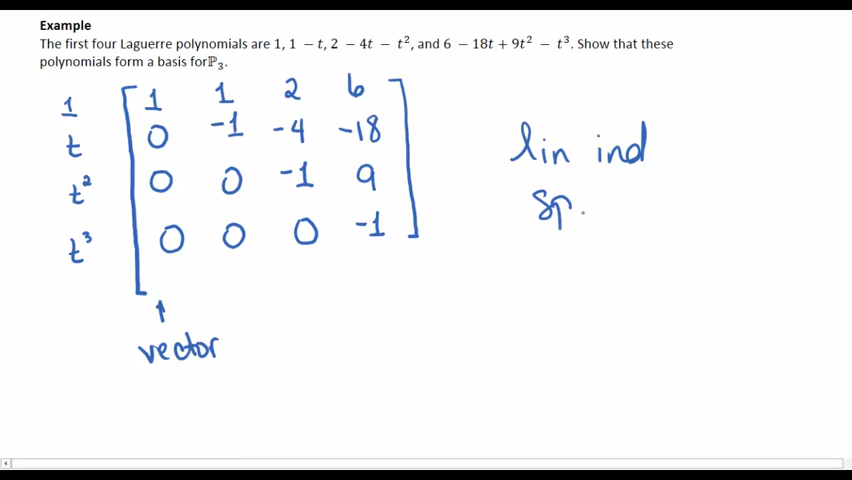 Example
The first four Laguerre polynomials are 1, 1 − t, 2 − 4t − t², and 6 − 18t + 9t² − t³. Show that these
polynomials form a basis forℙ₃.
1 1 1 2 6
t 0 -1 -4 -18
t² 0 0 -1 9
t³ 0 0 0 -1
lin ind
sp.
vector